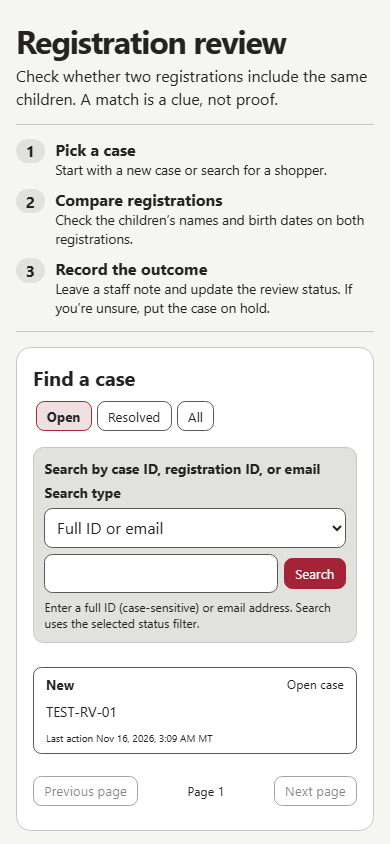 Registration review
Check whether two registrations include the same
children. A match is a clue, not proof.
1
Pick a case
Start with a new case or search for a shopper.
2
Compare registrations
Check the children's names and birth dates on both
registrations.
3
Record the outcome
Leave a staff note and update the review status. If
you're unsure, put the case on hold.
Find a case
Open Resolved All
Search by case ID, registration ID, or email
Search type
Full ID or email
Search
Enter a full ID (case-sensitive) or email address. Search
uses the selected status filter.
New Open case
TEST-RV-01
Last action Nov 16, 2026, 3:09 AM MT
Previous page Page 1 Next page